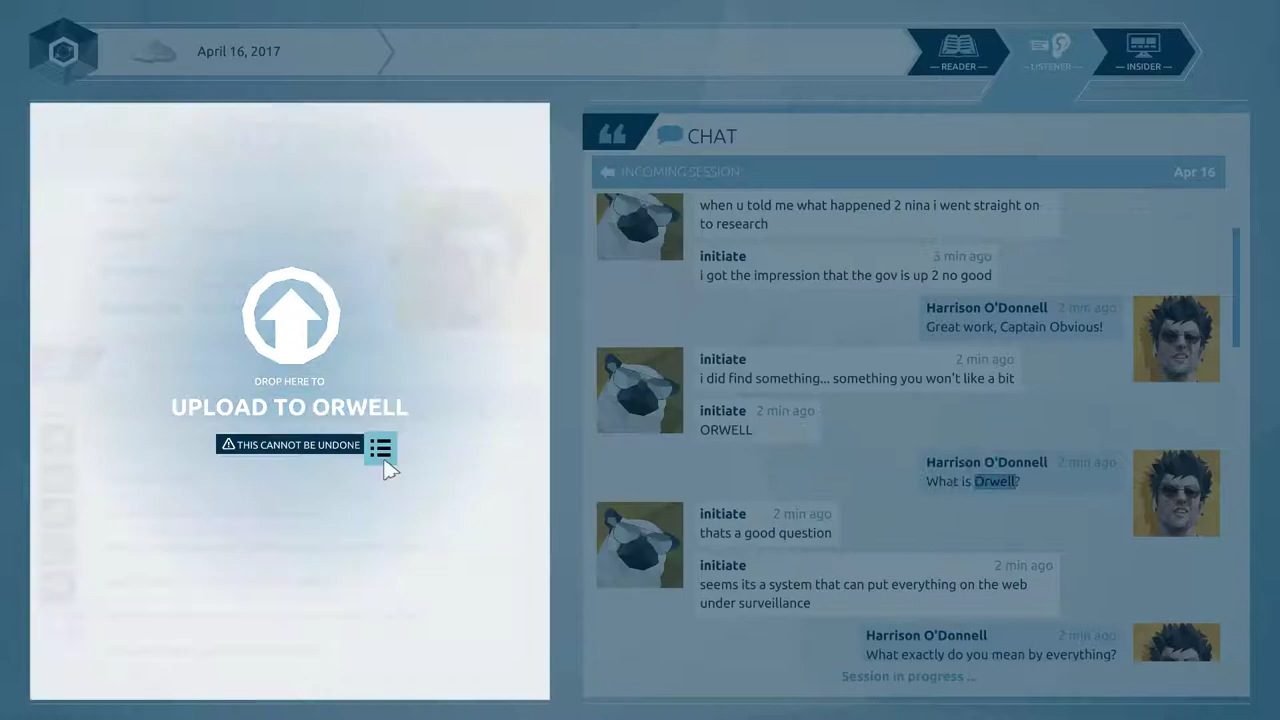 April 16, 2017
— READER —
— LISTENER —
— INSIDER —
DROP HERE TO
UPLOAD TO ORWELL
THIS CANNOT BE UNDONE
CHAT
INCOMING SESSION
Apr 16
when u told me what happened 2 nina i went straight on
to research
initiate 3 min ago
i got the impression that the gov is up 2 no good
Harrison O'Donnell 2 min ago
Great work, Captain Obvious!
initiate 2 min ago
i did find something... something you won't like a bit
initiate 2 min ago
ORWELL
Harrison O'Donnell 2 min ago
What is Orwell?
initiate 2 min ago
thats a good question
initiate 2 min ago
seems its a system that can put everything on the web
under surveillance
Harrison O'Donnell 2 min ago
What exactly do you mean by everything?
Session in progress ..